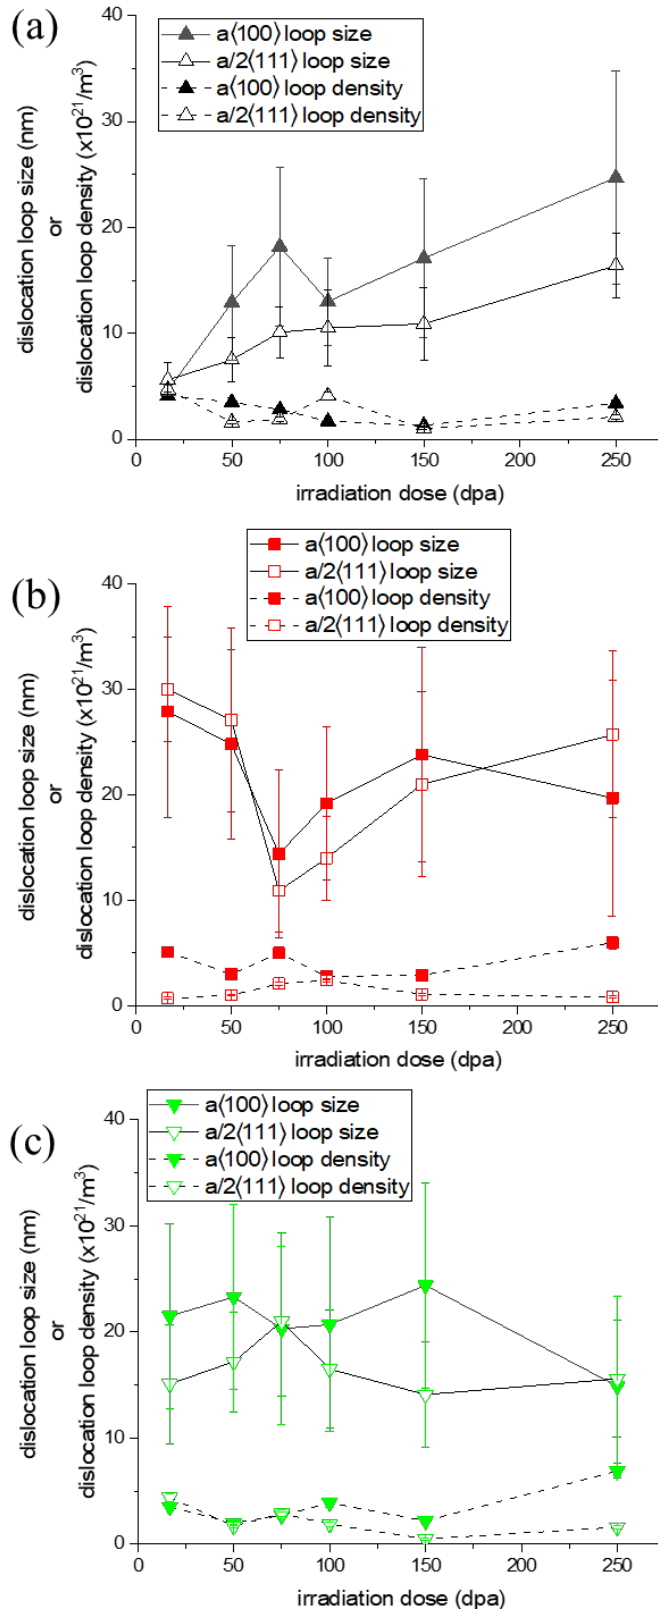 (a)
a⟨100⟩ loop size
a/2⟨111⟩ loop size
a⟨100⟩ loop density
a/2⟨111⟩ loop density
dislocation loop size (nm)
or
dislocation loop density (x10²¹/m³)
40
30
20
10
0
0 50 100 150 200 250
irradiation dose (dpa)
(b)
a⟨100⟩ loop size
a/2⟨111⟩ loop size
a⟨100⟩ loop density
a/2⟨111⟩ loop density
dislocation loop size (nm)
or
dislocation loop density (x10²¹/m³)
40
30
20
10
0
0 50 100 150 200 250
irradiation dose (dpa)
(c)
a⟨100⟩ loop size
a/2⟨111⟩ loop size
a⟨100⟩ loop density
a/2⟨111⟩ loop density
dislocation loop size (nm)
or
dislocation loop density (x10²¹/m³)
40
30
20
10
0
0 50 100 150 200 250
irradiation dose (dpa)